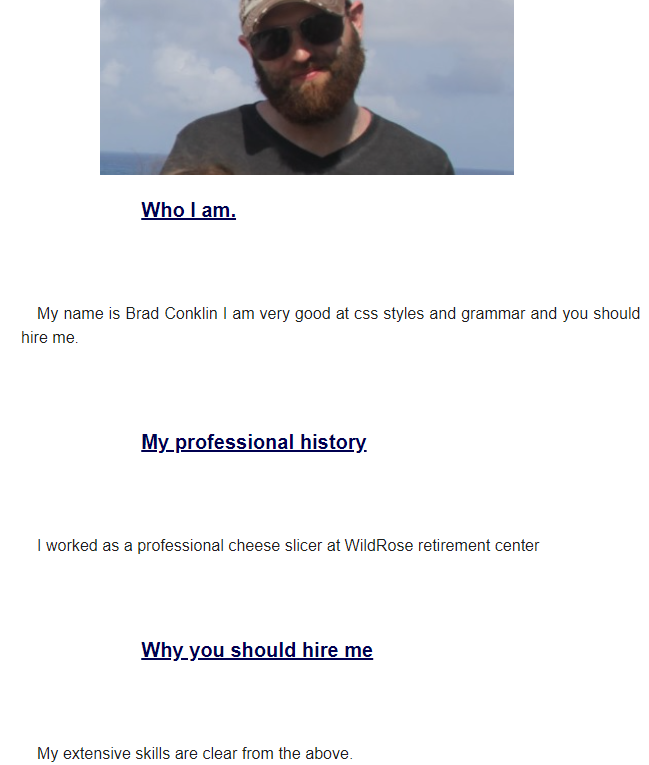 Who I am.
My name is Brad Conklin I am very good at css styles and grammar and you should
hire me.
My professional history
I worked as a professional cheese slicer at WildRose retirement center
Why you should hire me
My extensive skills are clear from the above.